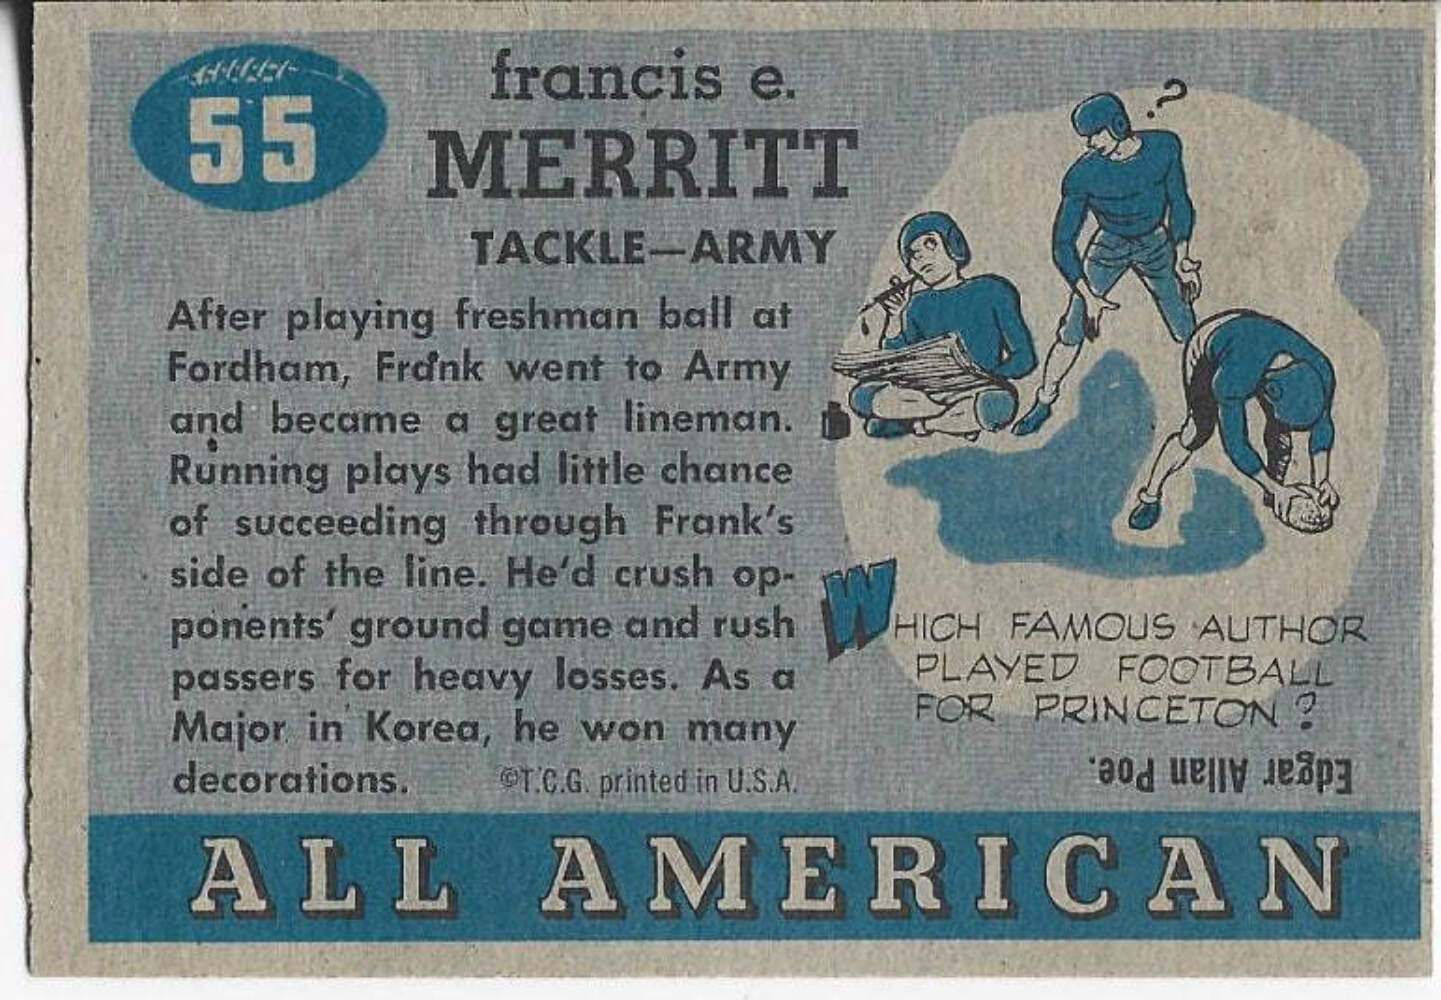 55
francis e.
MERRITT
TACKLE—ARMY
After playing freshman ball at
Fordham, Frank went to Army
and became a great lineman.
Running plays had little chance
of succeeding through Frank's
side of the line. He'd crush op-
ponents' ground game and rush
passers for heavy losses. As a
Major in Korea, he won many
decorations. ©T.C.G. printed in U.S.A.
?
WHICH FAMOUS AUTHOR
PLAYED FOOTBALL
FOR PRINCETON?
Edgar Allan Poe.
ALL AMERICAN